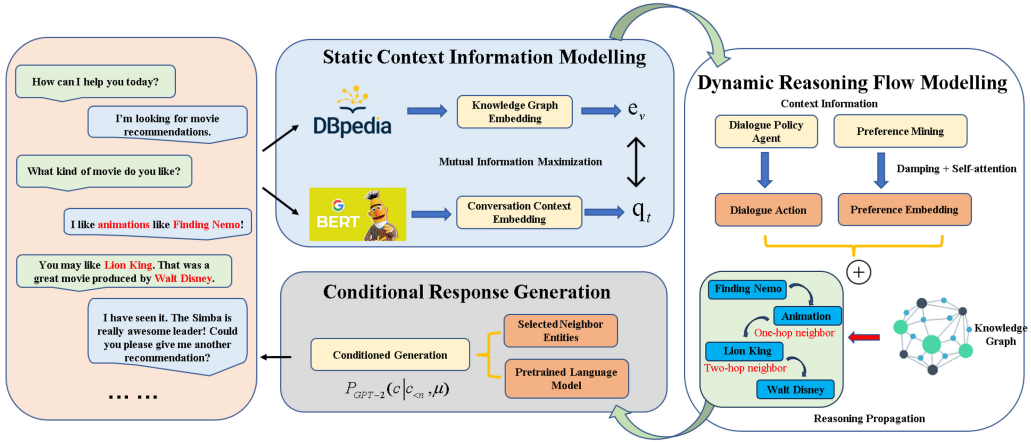 How can I help you today?
I'm looking for movie
recommendations.
What kind of movie do you like?
I like animations like Finding Nemo!
You may like Lion King. That was a
great movie produced by Walt Disney.
I have seen it. The Simba is
really awesome leader! Could
you please give me another
recommendation?
... ...
Static Context Information Modelling
DBpedia
Knowledge Graph
Embedding
e_v
Mutual Information Maximization
G
BERT
Conversation Context
Embedding
q_t
Conditional Response Generation
Conditioned Generation
P_{GPT-2}(c|c_{<n},μ)
Selected Neighbor
Entities
Pretrained Language
Model
Dynamic Reasoning Flow Modelling
Context Information
Dialogue Policy
Agent
Preference Mining
Damping + Self-attention
Dialogue Action
Preference Embedding
+
Finding Nemo
Animation
One-hop neighbor
Lion King
Two-hop neighbor
Walt Disney
Knowledge
Graph
Reasoning Propagation